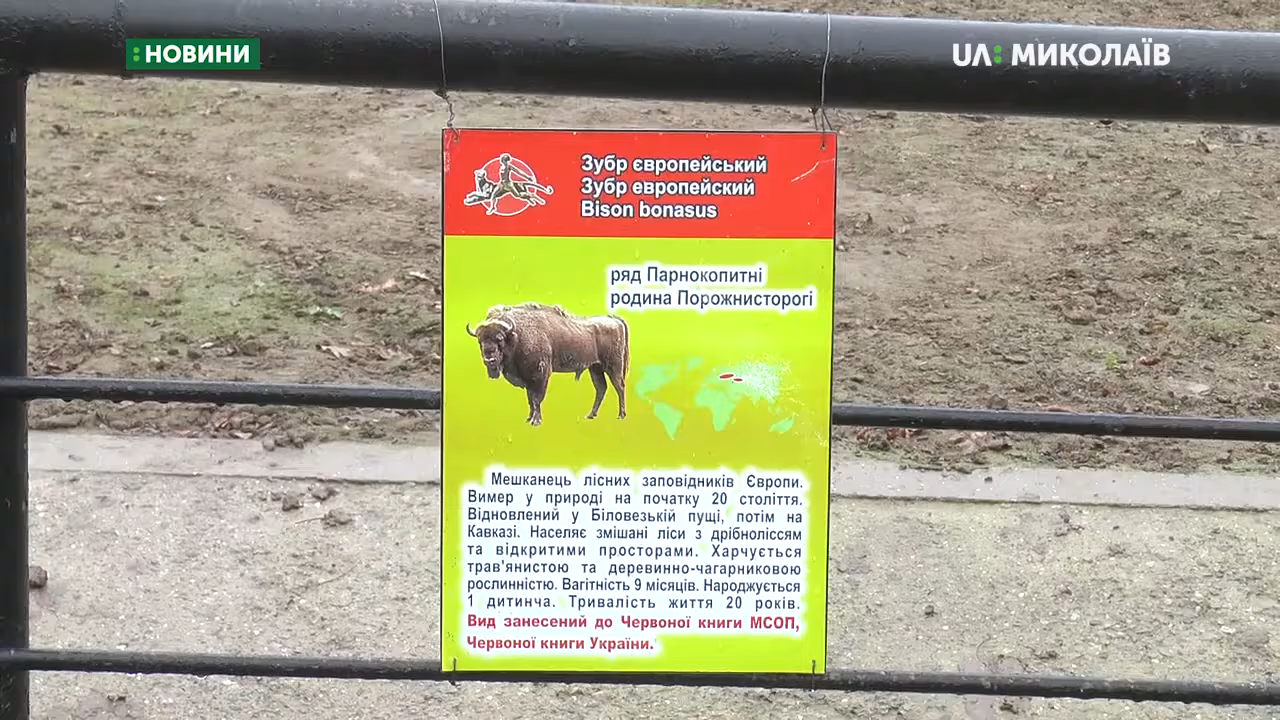 НОВИНИ
UA: МИКОЛАЇВ
Зубр європейський
Зубр европейский
Bison bonasus
ряд Парнокопитні
родина Порожнисторогі
Мешканець лісних заповідників Європи.
Вимер у природі на початку 20 століття.
Відновлений у Біловезькій пущі, потім на
Кавказі. Населяє змішані ліси з дрібноліссям
та відкритими просторами. Харчується
трав'янистою та деревинно-чагарниковою
рослинністю. Вагітність 9 місяців. Народжується
1 дитинча. Тривалість життя 20 років.
Вид занесений до Червоної книги МСОП,
Червоної книги України.